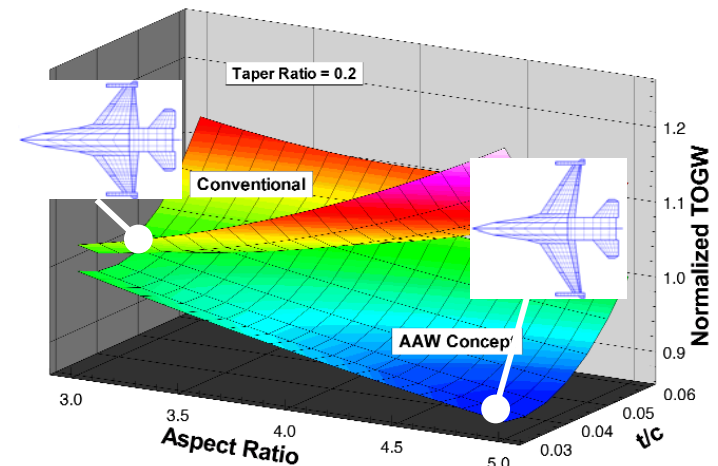 Taper Ratio = 0.2
Conventional
AAW Concep
Normalized TOGW
1.2
1.1
1.0
0.9
0.06
0.05
0.04
0.03
t/c
3.0
3.5
4.0
4.5
5.0
Aspect Ratio